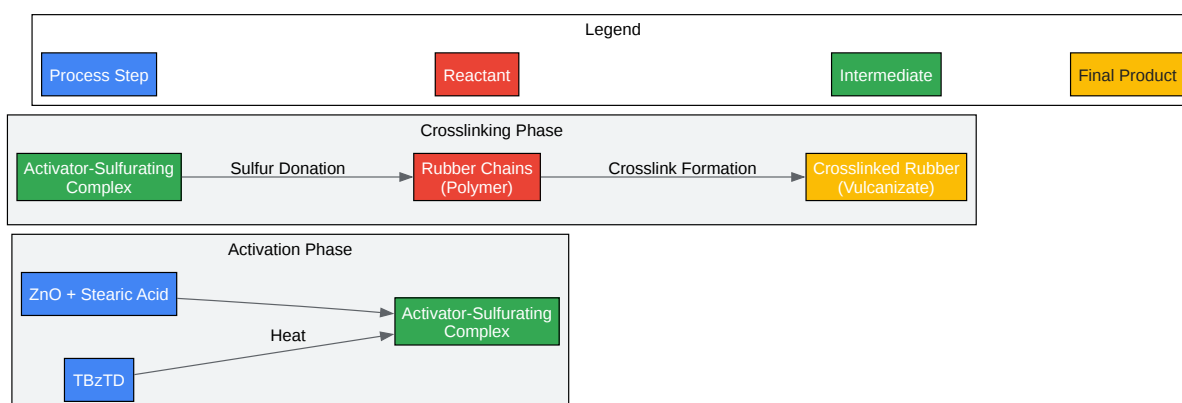 Legend
Process Step
Reactant
Intermediate
Final Product
Crosslinking Phase
Activator-Sulfurating
Complex
Sulfur Donation
Rubber Chains
(Polymer)
Crosslink Formation
Crosslinked Rubber
(Vulcanizate)
Activation Phase
ZnO + Stearic Acid
Heat
TBzTD
Activator-Sulfurating
Complex